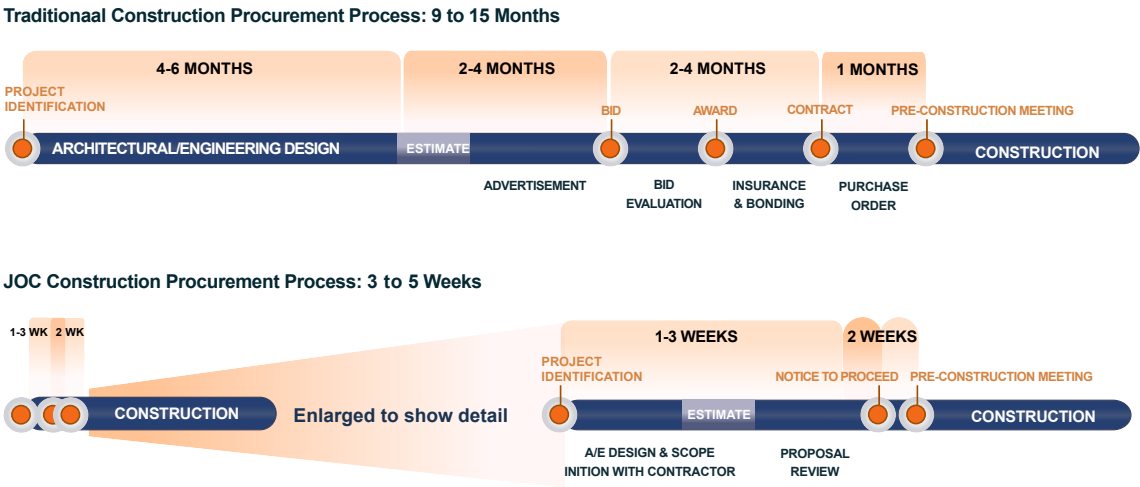 Traditionaal Construction Procurement Process: 9 to 15 Months
4-6 MONTHS
2-4 MONTHS
2-4 MONTHS
1 MONTHS
PROJECT
IDENTIFICATION
BID
AWARD
CONTRACT
PRE-CONSTRUCTION MEETING
ARCHITECTURAL/ENGINEERING DESIGN
ESTIMATE
CONSTRUCTION
ADVERTISEMENT
BID
EVALUATION
INSURANCE
& BONDING
PURCHASE
ORDER
JOC Construction Procurement Process: 3 to 5 Weeks
1-3 WK
2 WK
CONSTRUCTION
Enlarged to show detail
1-3 WEEKS
2 WEEKS
PROJECT
IDENTIFICATION
NOTICE TO PROCEED
PRE-CONSTRUCTION MEETING
ESTIMATE
CONSTRUCTION
A/E DESIGN & SCOPE
INITION WITH CONTRACTOR
PROPOSAL
REVIEW